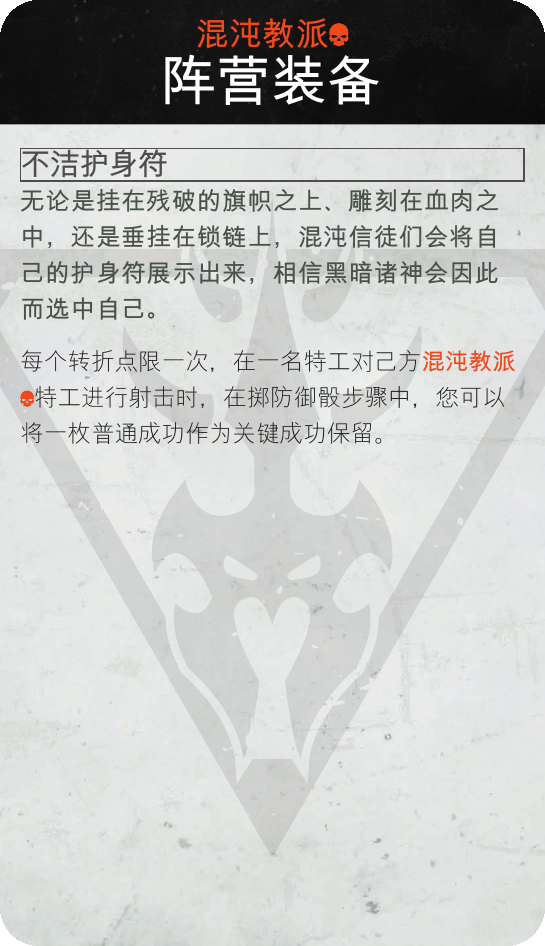 混沌教派
阵营装备
不洁护身符
无论是挂在残破的旗帜之上、雕刻在血肉之
中，还是垂挂在锁链上，混沌信徒们会将自
己的护身符展示出来，相信黑暗诸神会因此
而选中自己。
每个转折点限一次，在一名特工对己方混沌教派
特工进行射击时，在掷防御骰步骤中，您可以
将一枚普通成功作为关键成功保留。